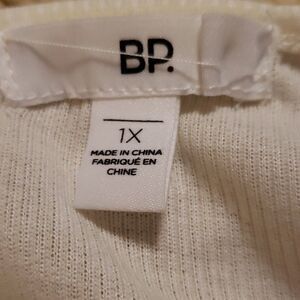 BP.
1X
MADE IN CHINA
FABRIQUÉ EN
CHINE